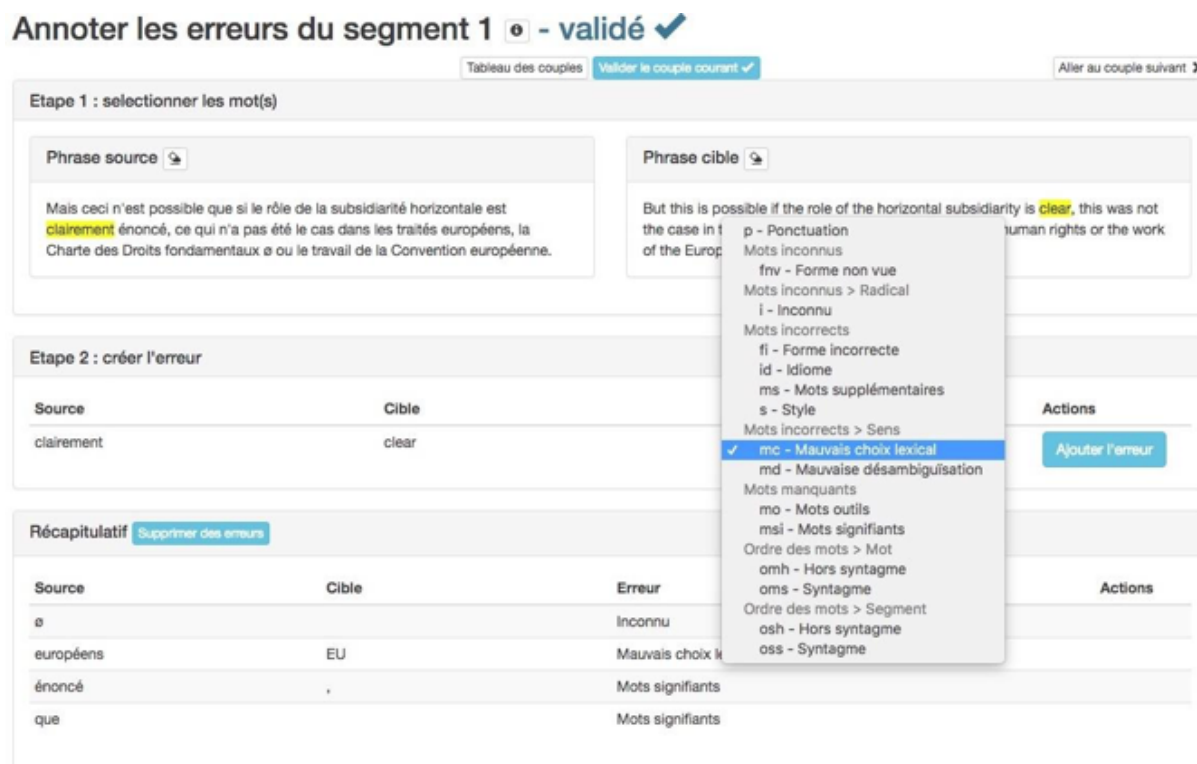 Annoter les erreurs du segment 1 - validé ✔
Tableau des couples Valider le couple courant ✔ Aller au couple suivant
Etape 1 : selectionner les mot(s)
Phrase source
Mais ceci n'est possible que si le rôle de la subsidiarité horizontale est
clairement énoncé, ce qui n'a pas été le cas dans les traités européens, la
Charte des Droits fondamentaux ø ou le travail de la Convention européenne.
Phrase cible
But this is possible if the role of the horizontal subsidiarity is clear, this was not
the case in human rights or the work
of the Europ
p - Ponctuation
Mots inconnus
fnv - Forme non vue
Mots inconnus > Radical
i - Inconnu
Mots incorrects
fi - Forme incorrecte
id - Idiome
ms - Mots supplémentaires
s - Style
Mots incorrects > Sens
✓ mc - Mauvais choix lexical
md - Mauvaise désambiguïsation
Mots manquants
mo - Mots outils
msi - Mots signifiants
Ordre des mots > Mot
omh - Hors syntagme
oms - Syntagme
Ordre des mots > Segment
osh - Hors syntagme
oss - Syntagme
Etape 2 : créer l'erreur
Source Cible Actions
clairement clear Ajouter l'erreur
Récapitulatif Supprimer des erreurs
Source Cible Erreur Actions
ø Inconnu
européens EU Mauvais choix
énoncé , Mots signifiants
que Mots signifiants